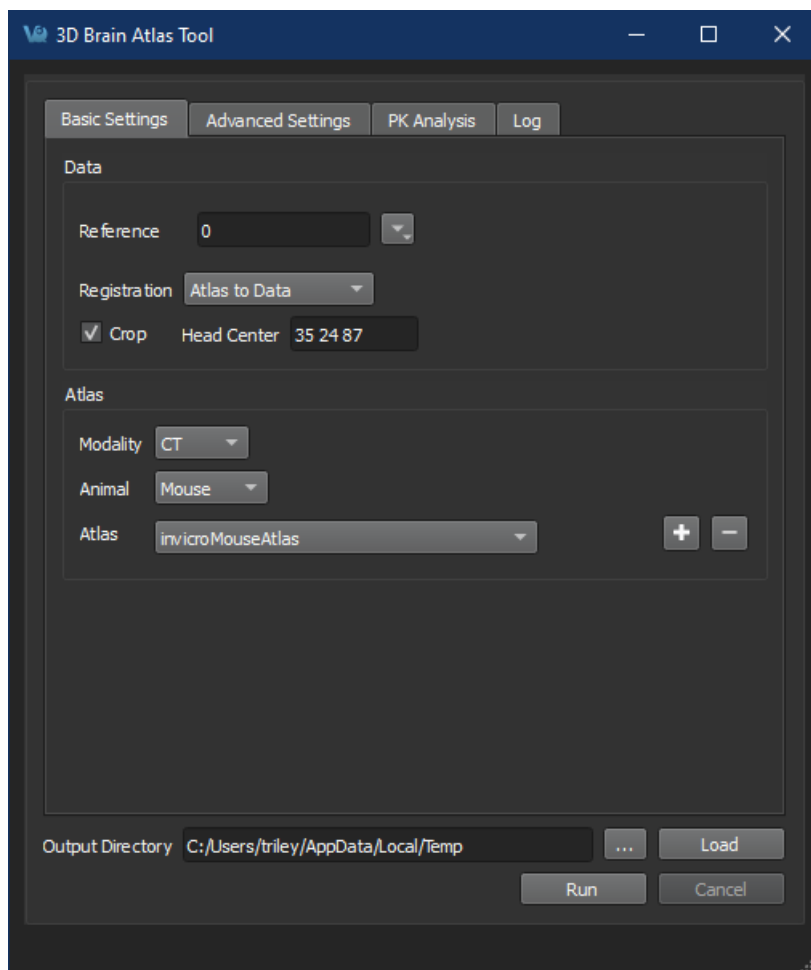 3D Brain Atlas Tool
Basic Settings Advanced Settings PK Analysis Log
Data
Reference 0
Registration Atlas to Data
Crop Head Center 35 24 87
Atlas
Modality CT
Animal Mouse
Atlas invicroMouseAtlas
Output Directory C:/Users/triley/AppData/Local/Temp ... Load
Run Cancel